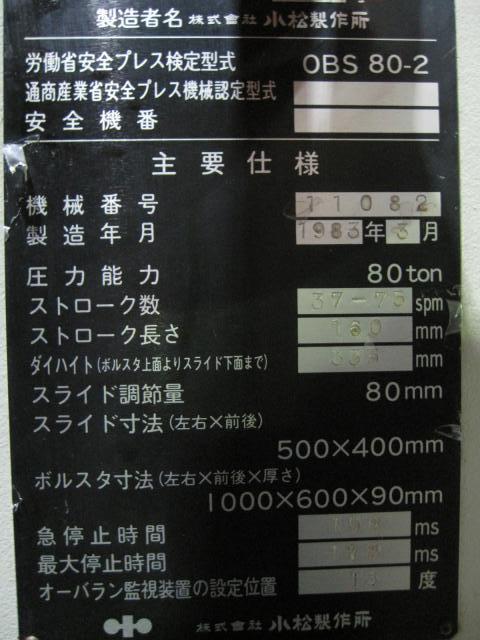 製造者名 株式會社 小松製作所
労働省安全プレス検定型式 OBS 80-2
通商産業省安全プレス機械認定型式
安全機番
主要仕様
機械番号 11082
製造年月 1983年3月
圧力能力 80ton
ストローク数 37-75 spm
ストローク長さ mm
ダイハイト(ボルスタ上面よりスライド下面まで) mm
スライド調節量 80mm
スライド寸法(左右×前後)
500×400mm
ボルスタ寸法(左右×前後×厚さ)
1000×600×90mm
急停止時間 ms
最大停止時間 ms
オーバラン監視装置の設定位置 度
株式會社 小松製作所